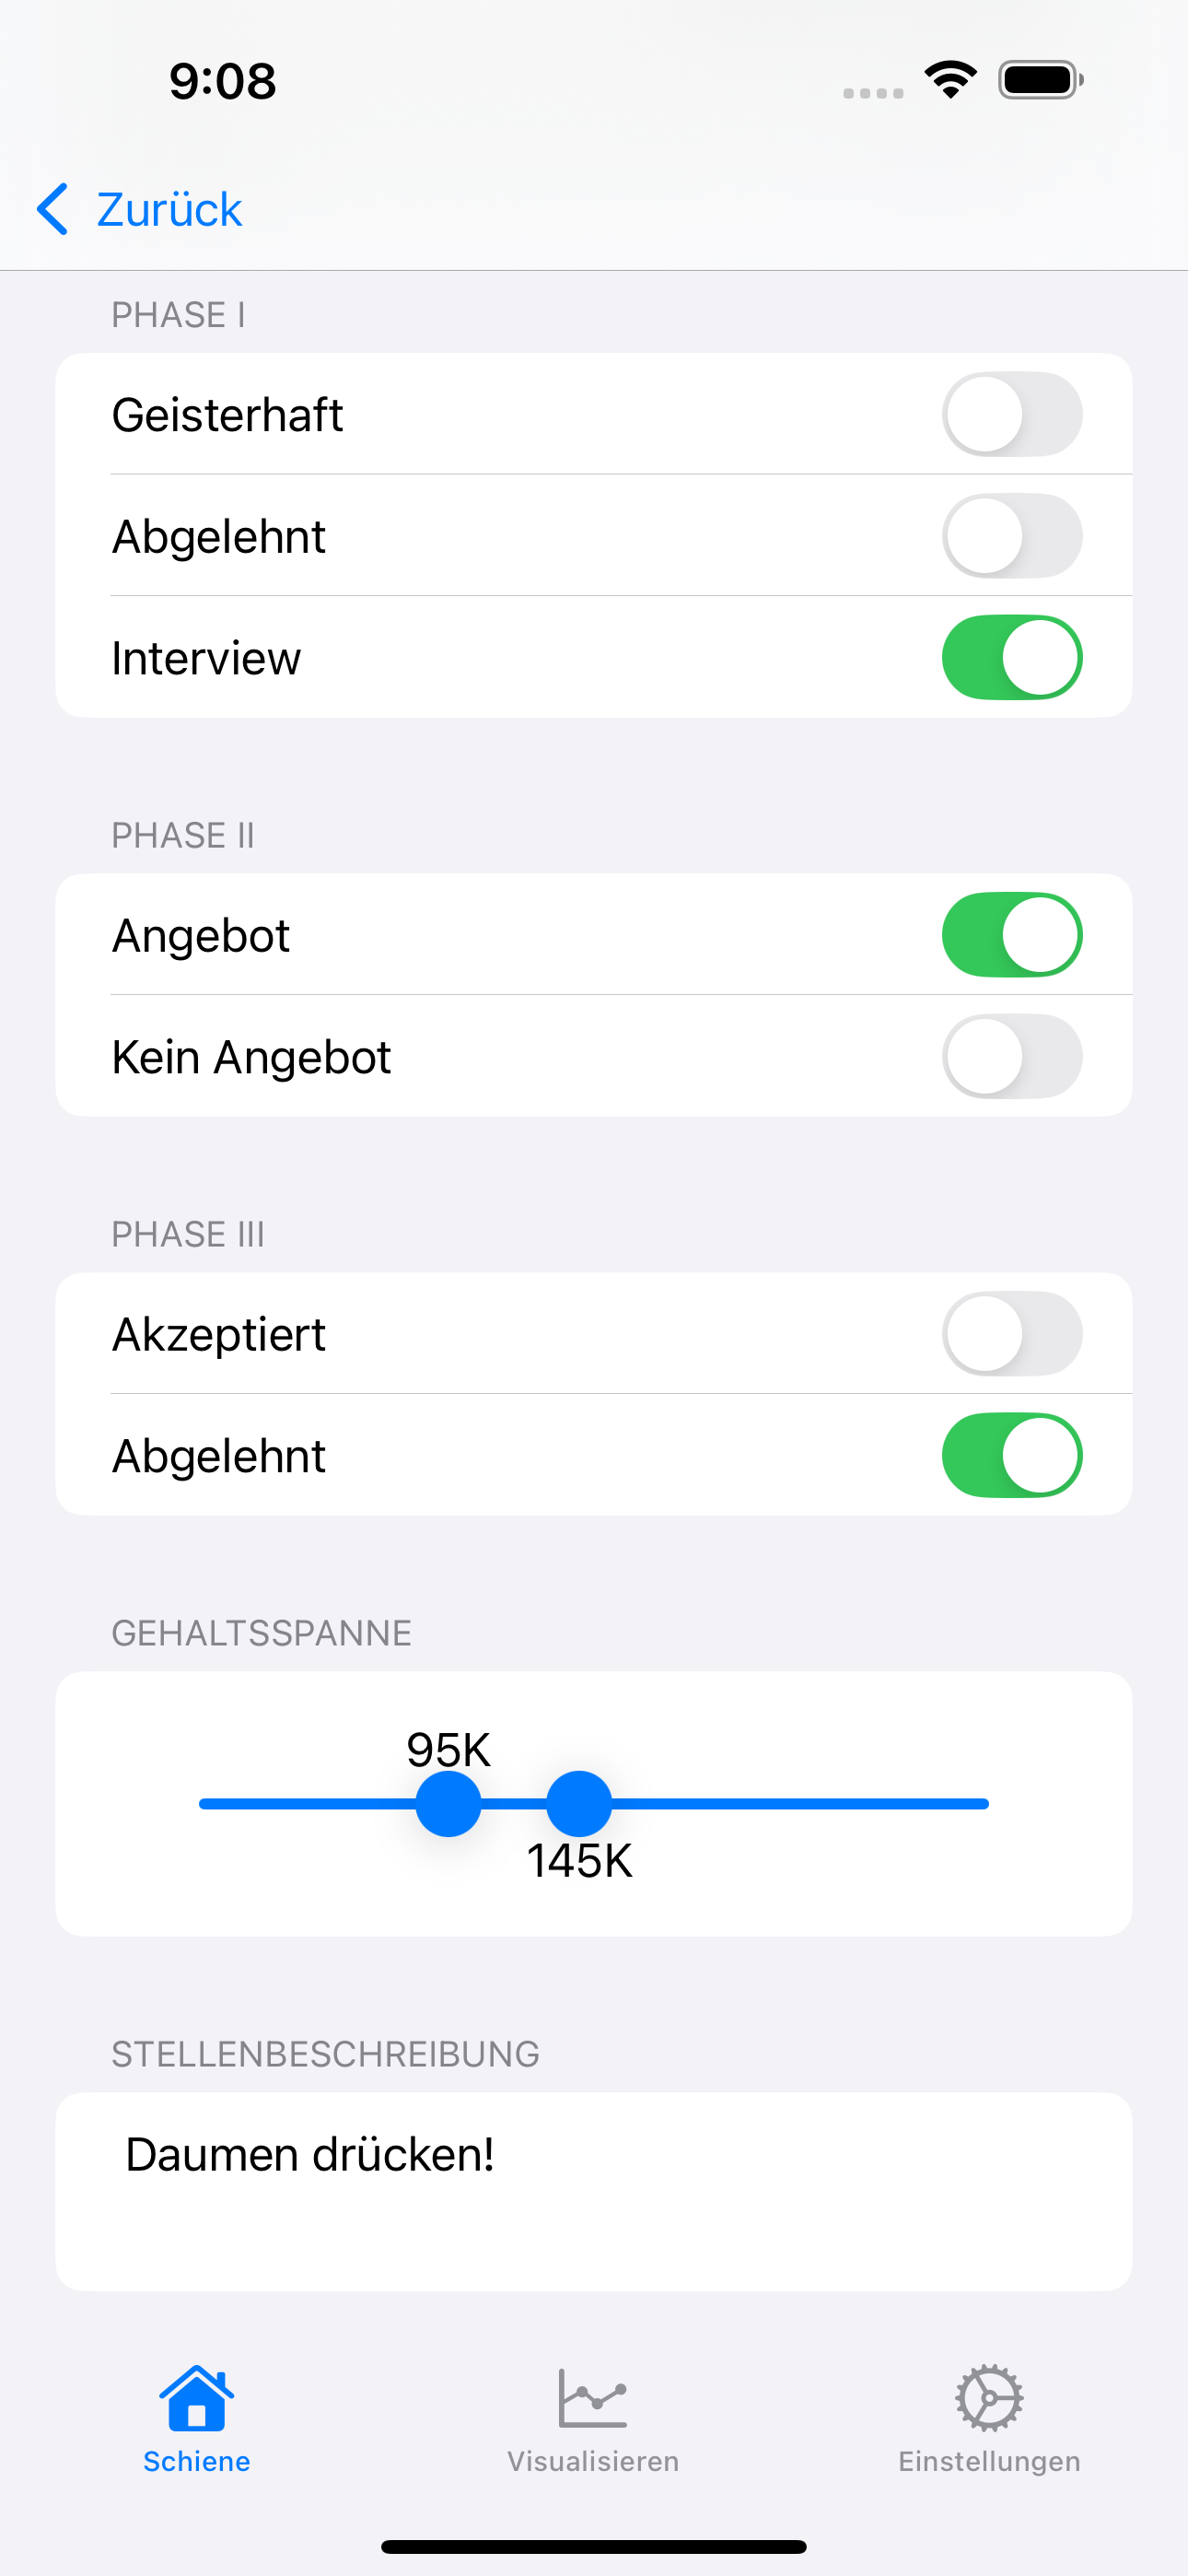 9:08
Zurück
PHASE I
Geisterhaft
Abgelehnt
Interview
PHASE II
Angebot
Kein Angebot
PHASE III
Akzeptiert
Abgelehnt
GEHALTSSPANNE
95K
145K
STELLENBESCHREIBUNG
Daumen drücken!
Schiene
Visualisieren
Einstellungen